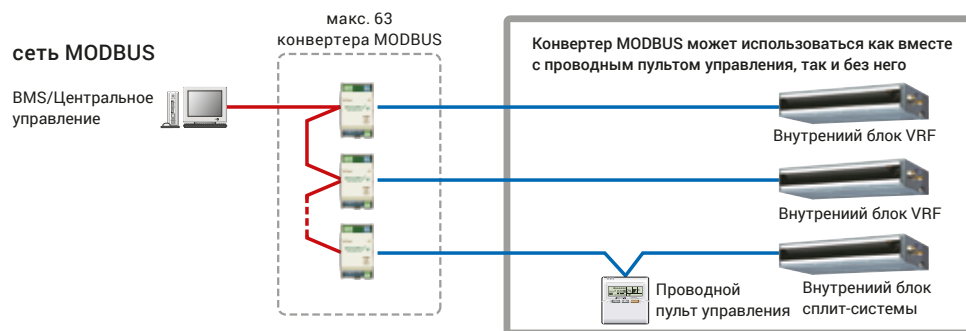 сеть MODBUS
BMS/Центральное
управление
макс. 63
конвертера MODBUS
Конвертер MODBUS может использоваться как вместе
с проводным пультом управления, так и без него
Внутрениий блок VRF
Внутрениий блок VRF
Проводной
пульт управления
Внутрениий блок
сплит-системы